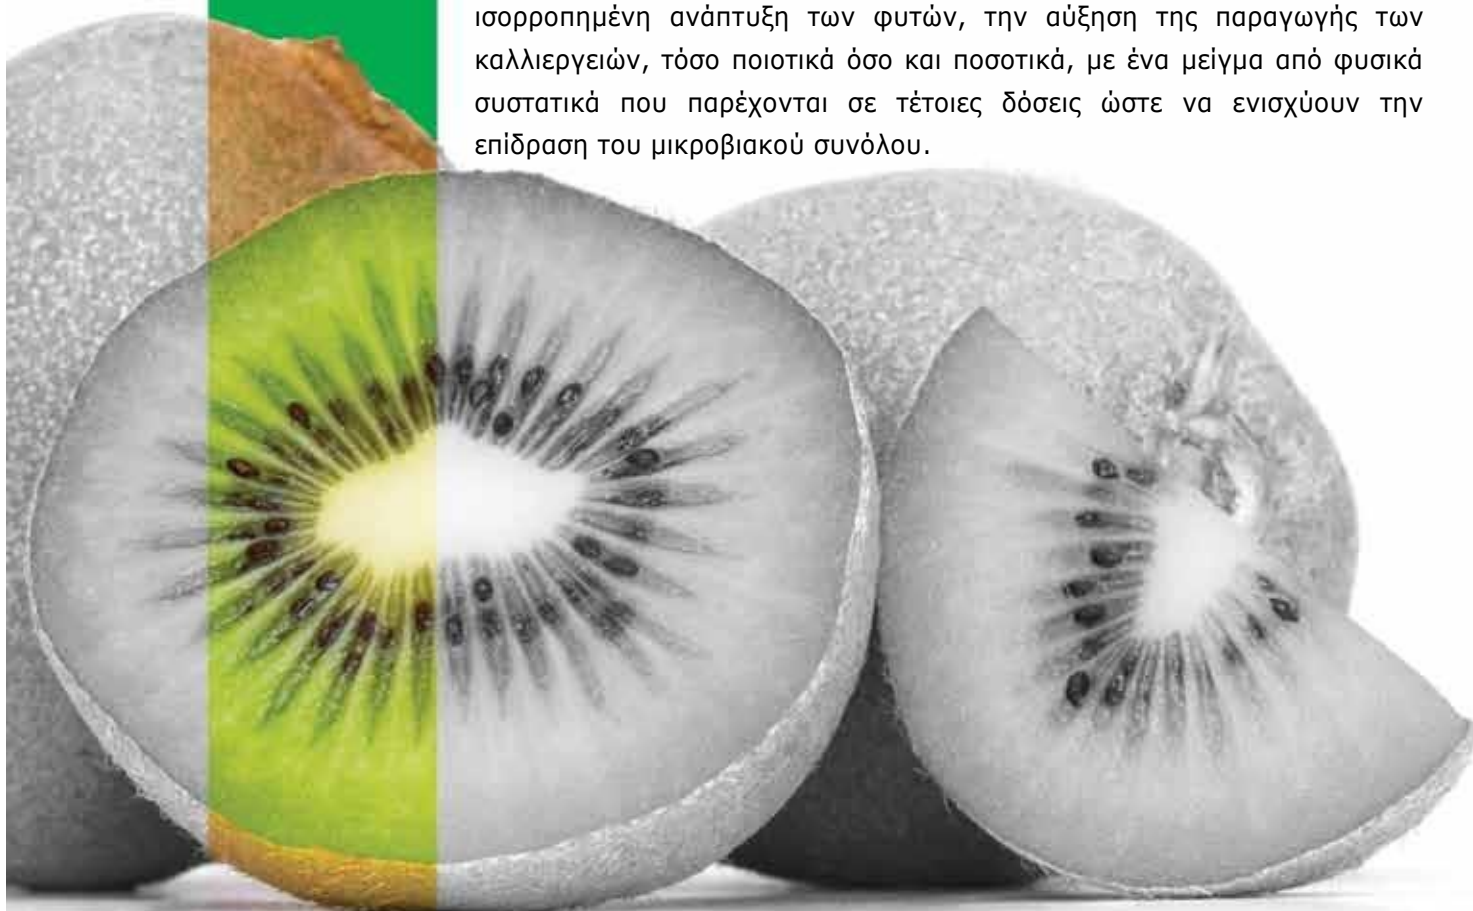 ισορροπημένη ανάπτυξη των φυτών, την αύξηση της παραγωγής των
καλλιεργειών, τόσο ποιοτικά όσο και ποσοτικά, με ένα μείγμα από φυσικά
συστατικά που παρέχονται σε τέτοιες δόσεις ώστε να ενισχύουν την
επίδραση του μικροβιακού συνόλου.